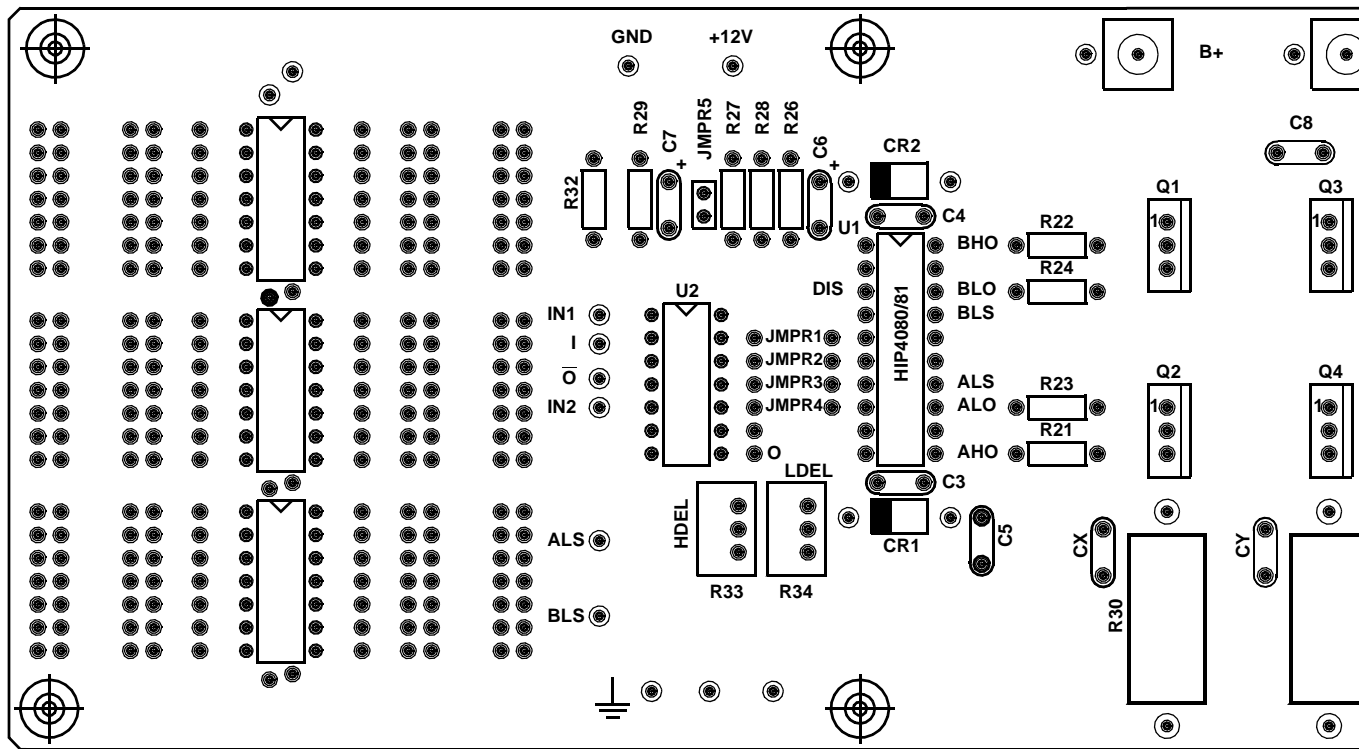 GND
+12V
B+
R29
C7
+
JMPR5
R27
R28
R26
C6
+
CR2
C8
R32
U1
C4
Q1
1
Q3
1
BHO
R22
R24
DIS
BLO
BLS
U2
HIP4080/81
IN1
I
O̅
IN2
JMPR1
JMPR2
JMPR3
JMPR4
O
ALS
ALO
AHO
R23
R21
Q2
1
Q4
1
LDEL
HDEL
C3
CR1
C5
R33
R34
ALS
BLS
CX
CY
R30